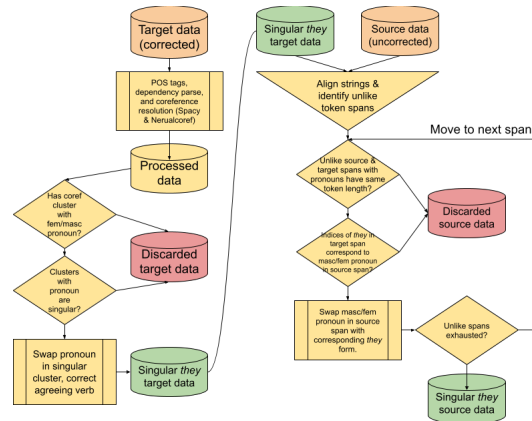 Target data
(corrected)
POS tags,
dependency parse,
and coreference
resolution (Spacy
& Nerualcoref)
Processed
data
Has coref
cluster
with
fem/masc
pronoun?
Discarded
target data
Clusters
with
pronoun
are
singular?
Swap pronoun
in singular
cluster, correct
agreeing verb
Singular they
target data
Singular they
target data
Source data
(uncorrected)
Align strings &
identify unlike
token spans
Move to next span
Unlike source &
target spans with
pronouns have same
token length?
Discarded
source data
Indices of they in
target span
correspond to
masc/fem pronoun
in source span?
Swap masc/fem
pronoun in source
span with
corresponding they
form.
Unlike spans
exhausted?
Singular they
source data